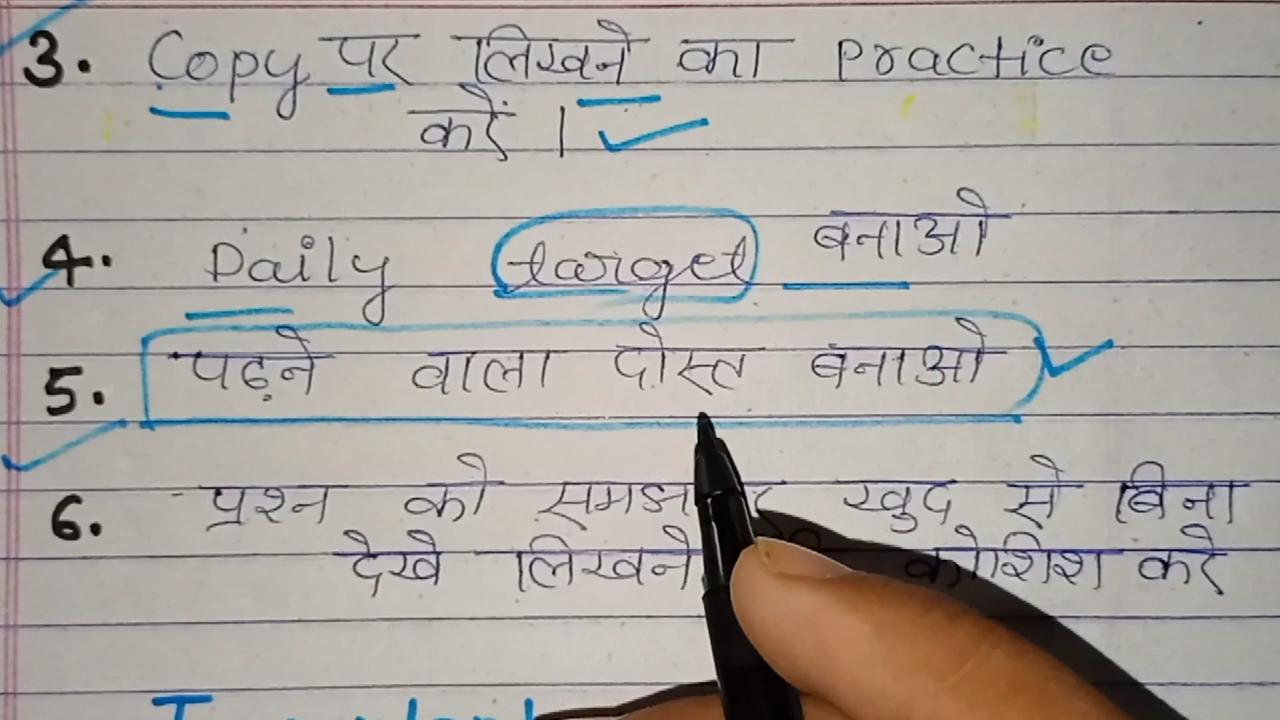 3. Copy पर लिखने का Practice
करें ।
4. Daily target बनाओ
5. पढ़ने वाला दोस्त बनाओ
6. प्रश्न को खुद से बिना
देखे लिखने कोशिश करे